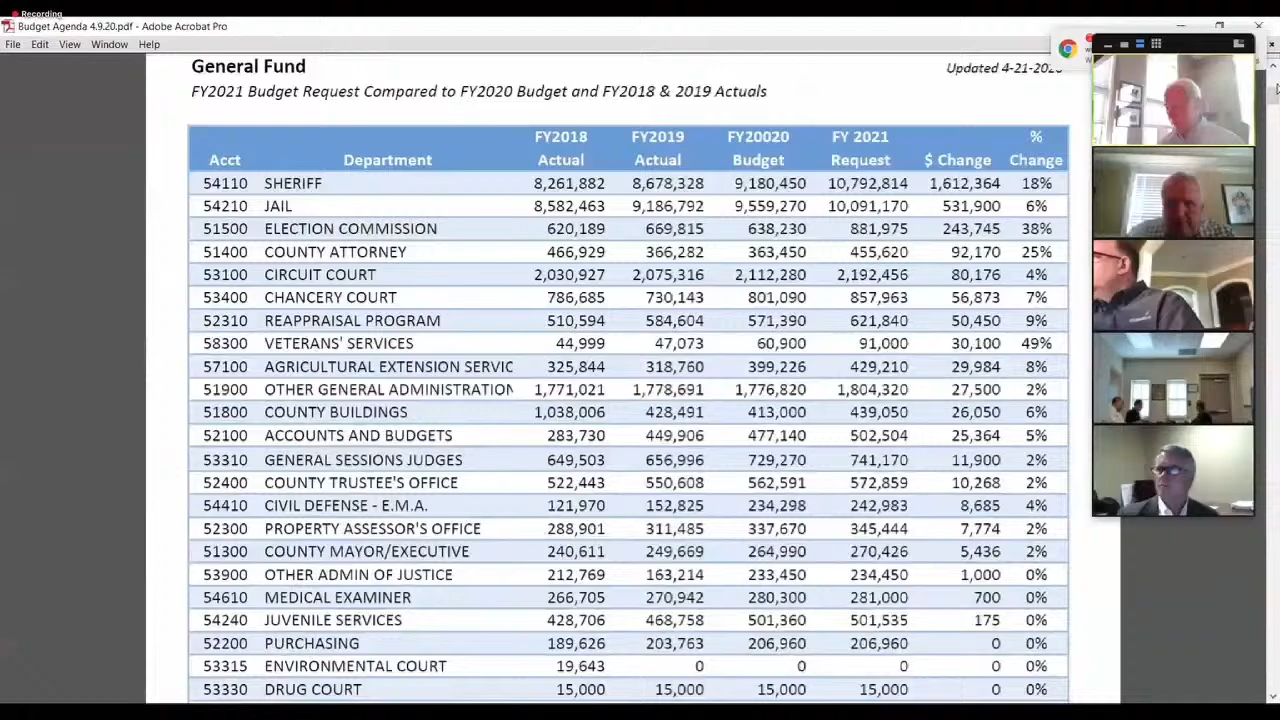 Recording
Budget Agenda 4.9.20.pdf - Adobe Acrobat Pro
File Edit View Window Help
General Fund
Updated 4-21-2020
FY2021 Budget Request Compared to FY2020 Budget and FY2018 & 2019 Actuals
FY2018 FY2019 FY20020 FY 2021 %
Acct Department Actual Actual Budget Request $ Change Change
54110 SHERIFF 8,261,882 8,678,328 9,180,450 10,792,814 1,612,364 18%
54210 JAIL 8,582,463 9,186,792 9,559,270 10,091,170 531,900 6%
51500 ELECTION COMMISSION 620,189 669,815 638,230 881,975 243,745 38%
51400 COUNTY ATTORNEY 466,929 366,282 363,450 455,620 92,170 25%
53100 CIRCUIT COURT 2,030,927 2,075,316 2,112,280 2,192,456 80,176 4%
53400 CHANCERY COURT 786,685 730,143 801,090 857,963 56,873 7%
52310 REAPPRAISAL PROGRAM 510,594 584,604 571,390 621,840 50,450 9%
58300 VETERANS' SERVICES 44,999 47,073 60,900 91,000 30,100 49%
57100 AGRICULTURAL EXTENSION SERVIC 325,844 318,760 399,226 429,210 29,984 8%
51900 OTHER GENERAL ADMINISTRATION 1,771,021 1,778,691 1,776,820 1,804,320 27,500 2%
51800 COUNTY BUILDINGS 1,038,006 428,491 413,000 439,050 26,050 6%
52100 ACCOUNTS AND BUDGETS 283,730 449,906 477,140 502,504 25,364 5%
53310 GENERAL SESSIONS JUDGES 649,503 656,996 729,270 741,170 11,900 2%
52400 COUNTY TRUSTEE'S OFFICE 522,443 550,608 562,591 572,859 10,268 2%
54410 CIVIL DEFENSE - E.M.A. 121,970 152,825 234,298 242,983 8,685 4%
52300 PROPERTY ASSESSOR'S OFFICE 288,901 311,485 337,670 345,444 7,774 2%
51300 COUNTY MAYOR/EXECUTIVE 240,611 249,669 264,990 270,426 5,436 2%
53900 OTHER ADMIN OF JUSTICE 212,769 163,214 233,450 234,450 1,000 0%
54610 MEDICAL EXAMINER 266,705 270,942 280,300 281,000 700 0%
54240 JUVENILE SERVICES 428,706 468,758 501,360 501,535 175 0%
52200 PURCHASING 189,626 203,763 206,960 206,960 0 0%
53315 ENVIRONMENTAL COURT 19,643 0 0 0 0 0%
53330 DRUG COURT 15,000 15,000 15,000 15,000 0 0%